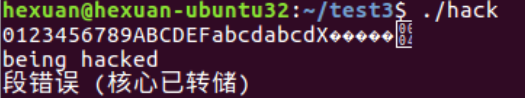 hexuan@hexuan-ubuntu32:~/test3$ ./hack
0123456789ABCDEFabcdabcdX�����
being hacked
段错误 (核心已转储)